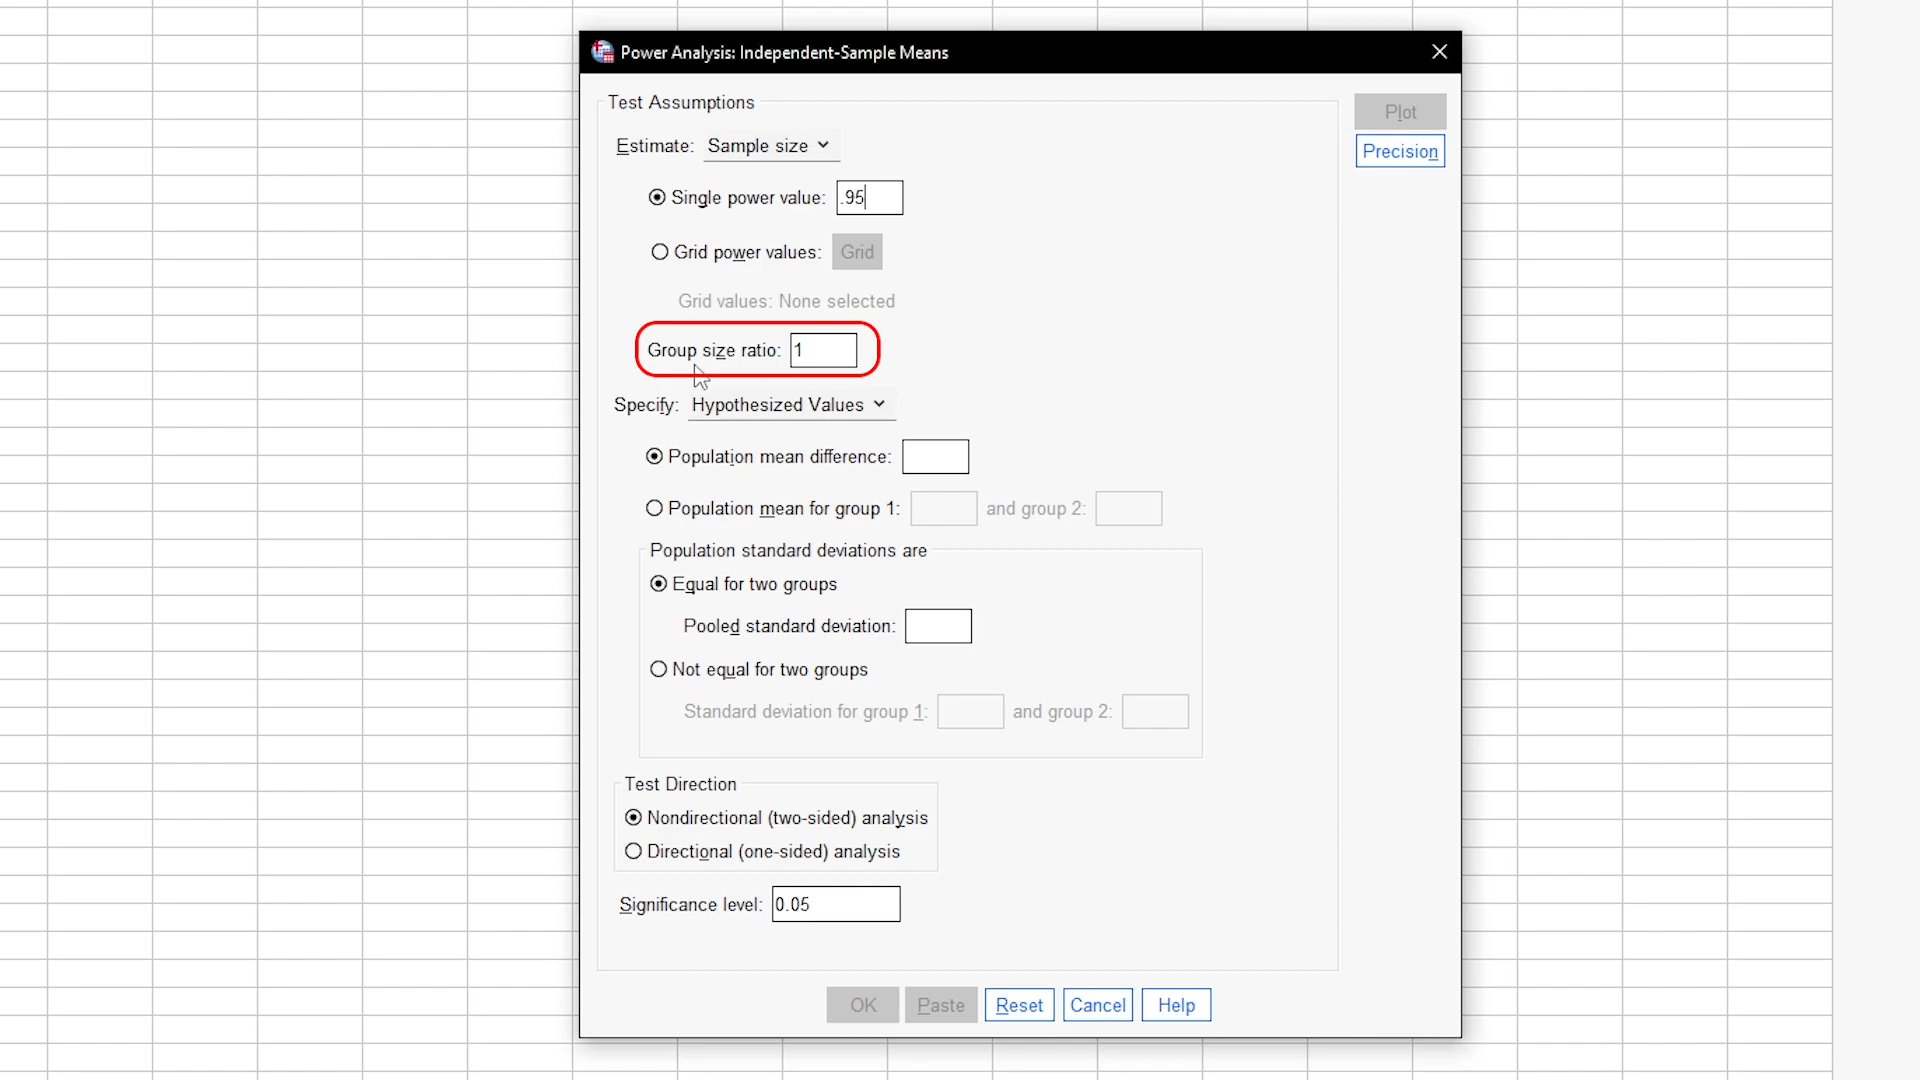 Power Analysis: Independent-Sample Means
Test Assumptions
Plot
Estimate: Sample size
Precision
Single power value: .95
Grid power values: Grid
Grid values: None selected
Group size ratio: 1
Specify: Hypothesized Values
Population mean difference:
Population mean for group 1: and group 2:
Population standard deviations are
Equal for two groups
Pooled standard deviation:
Not equal for two groups
Standard deviation for group 1: and group 2:
Test Direction
Nondirectional (two-sided) analysis
Directional (one-sided) analysis
Significance level: 0.05
OK Paste Reset Cancel Help